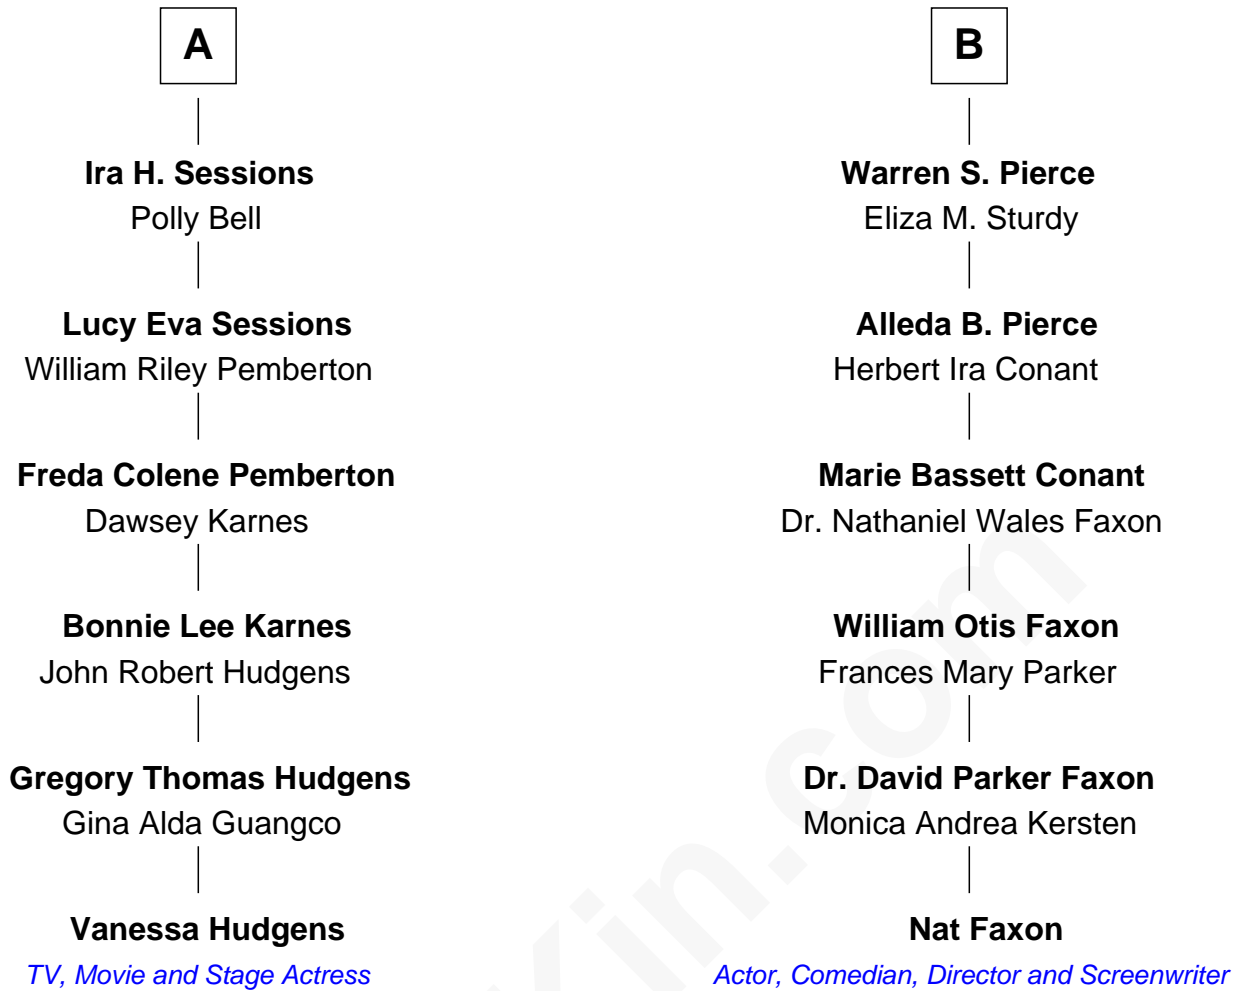 A
Ira H. Sessions
Polly Bell
Lucy Eva Sessions
William Riley Pemberton
Freda Colene Pemberton
Dawsey Karnes
Bonnie Lee Karnes
John Robert Hudgens
Gregory Thomas Hudgens
Gina Alda Guangco
Vanessa Hudgens
TV, Movie and Stage Actress
B
Warren S. Pierce
Eliza M. Sturdy
Alleda B. Pierce
Herbert Ira Conant
Marie Bassett Conant
Dr. Nathaniel Wales Faxon
William Otis Faxon
Frances Mary Parker
Dr. David Parker Faxon
Monica Andrea Kersten
Nat Faxon
Actor, Comedian, Director and Screenwriter
Kin.com